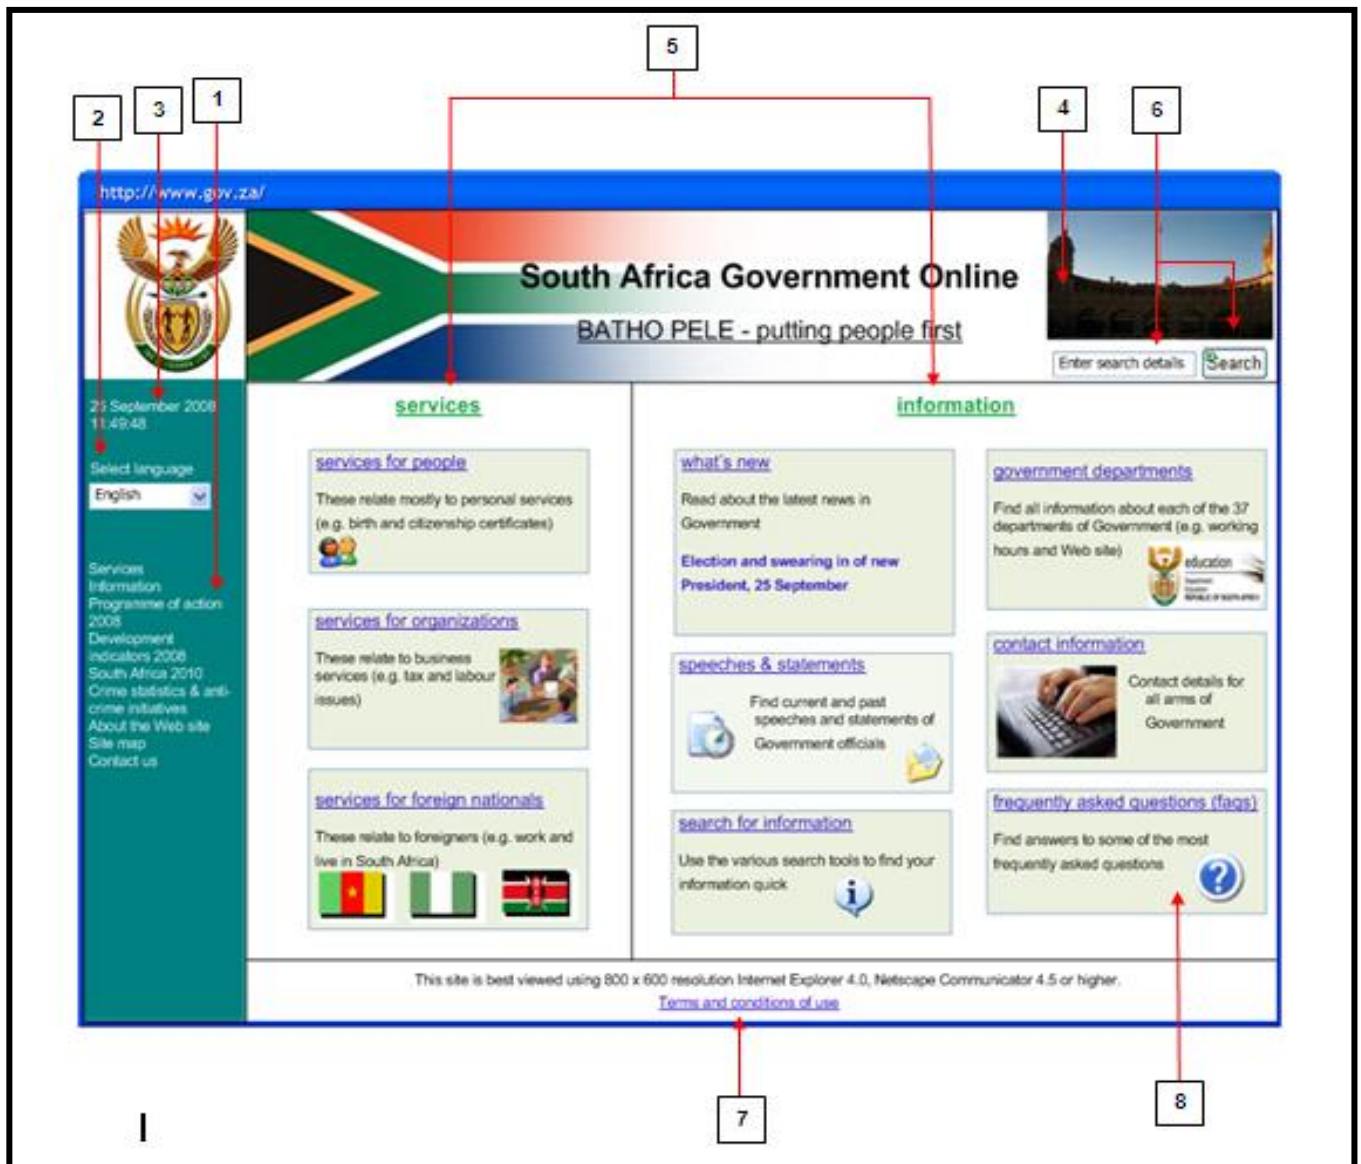 5
2
3
1
4
6
http://www.gov.za/
South Africa Government Online
BATHO PELE - putting people first
Enter search details
Search
25 September 2008
11:49:48
Select language
English
Services
Information
Programme of action
2008
Development
indicators 2008
South Africa 2010
Crime statistics & anti-
crime initiatives
About the Web site
Site map
Contact us
services
services for people
These relate mostly to personal services
(e.g. birth and citizenship certificates)
services for organizations
These relate to business
services (e.g. tax and labour
issues)
services for foreign nationals
These relate to foreigners (e.g. work and
live in South Africa)
information
what's new
Read about the latest news in
Government
Election and swearing in of new
President, 25 September
speeches & statements
Find current and past
speeches and statements of
Government officials
search for information
Use the various search tools to find your
information quick
government departments
Find all information about each of the 37
departments of Government (e.g. working
hours and Web site)
education
Department
Education
REPUBLIC OF SOUTH AFRICA
contact information
Contact details for
all arms of
Government
frequently asked questions (faqs)
Find answers to some of the most
frequently asked questions
This site is best viewed using 800 x 600 resolution Internet Explorer 4.0, Netscape Communicator 4.5 or higher.
Terms and conditions of use
7
8